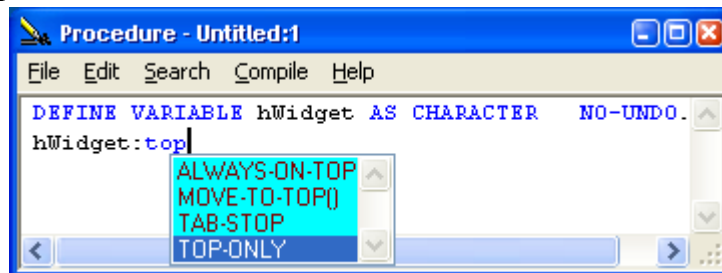 Procedure - Untitled:1
File Edit Search Compile Help
DEFINE VARIABLE hWidget AS CHARACTER NO-UNDO.
hWidget:top
ALWAYS-ON-TOP
MOVE-TO-TOP()
TAB-STOP
TOP-ONLY